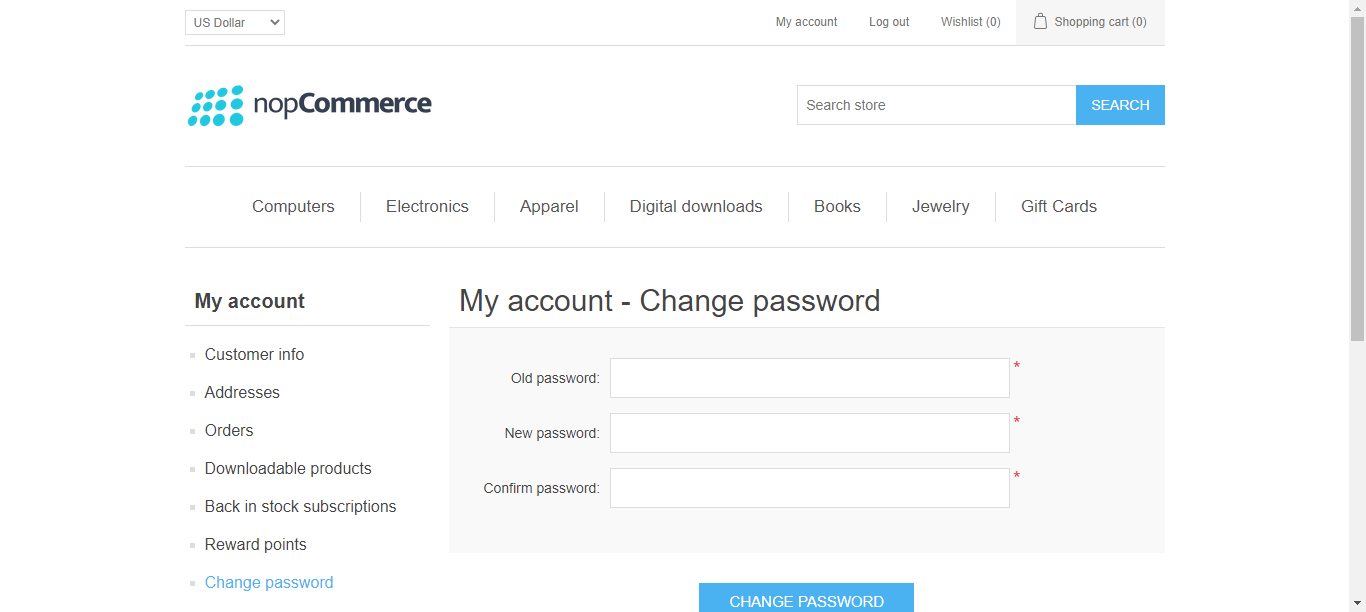 US Dollar
My account
Log out
Wishlist (0)
Shopping cart (0)
nopCommerce
Search store
SEARCH
Computers
Electronics
Apparel
Digital downloads
Books
Jewelry
Gift Cards
My account
Customer info
Addresses
Orders
Downloadable products
Back in stock subscriptions
Reward points
Change password
My account - Change password
Old password: *
New password: *
Confirm password: *
CHANGE PASSWORD